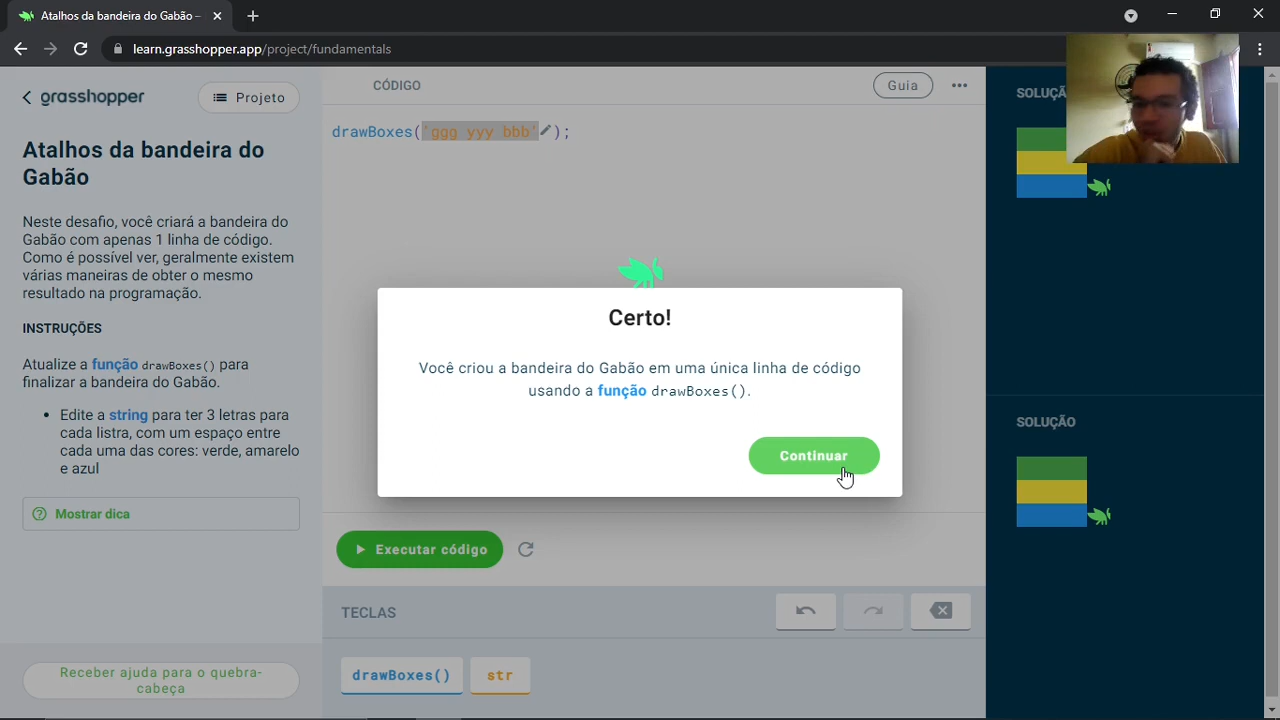 Atalhos da bandeira do Gabão –
learn.grasshopper.app/project/fundamentals
grasshopper
Projeto
Atalhos da bandeira do
Gabão
Neste desafio, você criará a bandeira do
Gabão com apenas 1 linha de código.
Como é possível ver, geralmente existem
várias maneiras de obter o mesmo
resultado na programação.
INSTRUÇÕES
Atualize a função drawBoxes() para
finalizar a bandeira do Gabão.
• Edite a string para ter 3 letras para
cada listra, com um espaço entre
cada uma das cores: verde, amarelo
e azul
Mostrar dica
Receber ajuda para o quebra-
cabeça
CÓDIGO
Guia
drawBoxes('ggg yyy bbb');
Certo!
Você criou a bandeira do Gabão em uma única linha de código
usando a função drawBoxes().
Continuar
Executar código
TECLAS
drawBoxes()
str
SOLUÇÃ
SOLUÇÃO